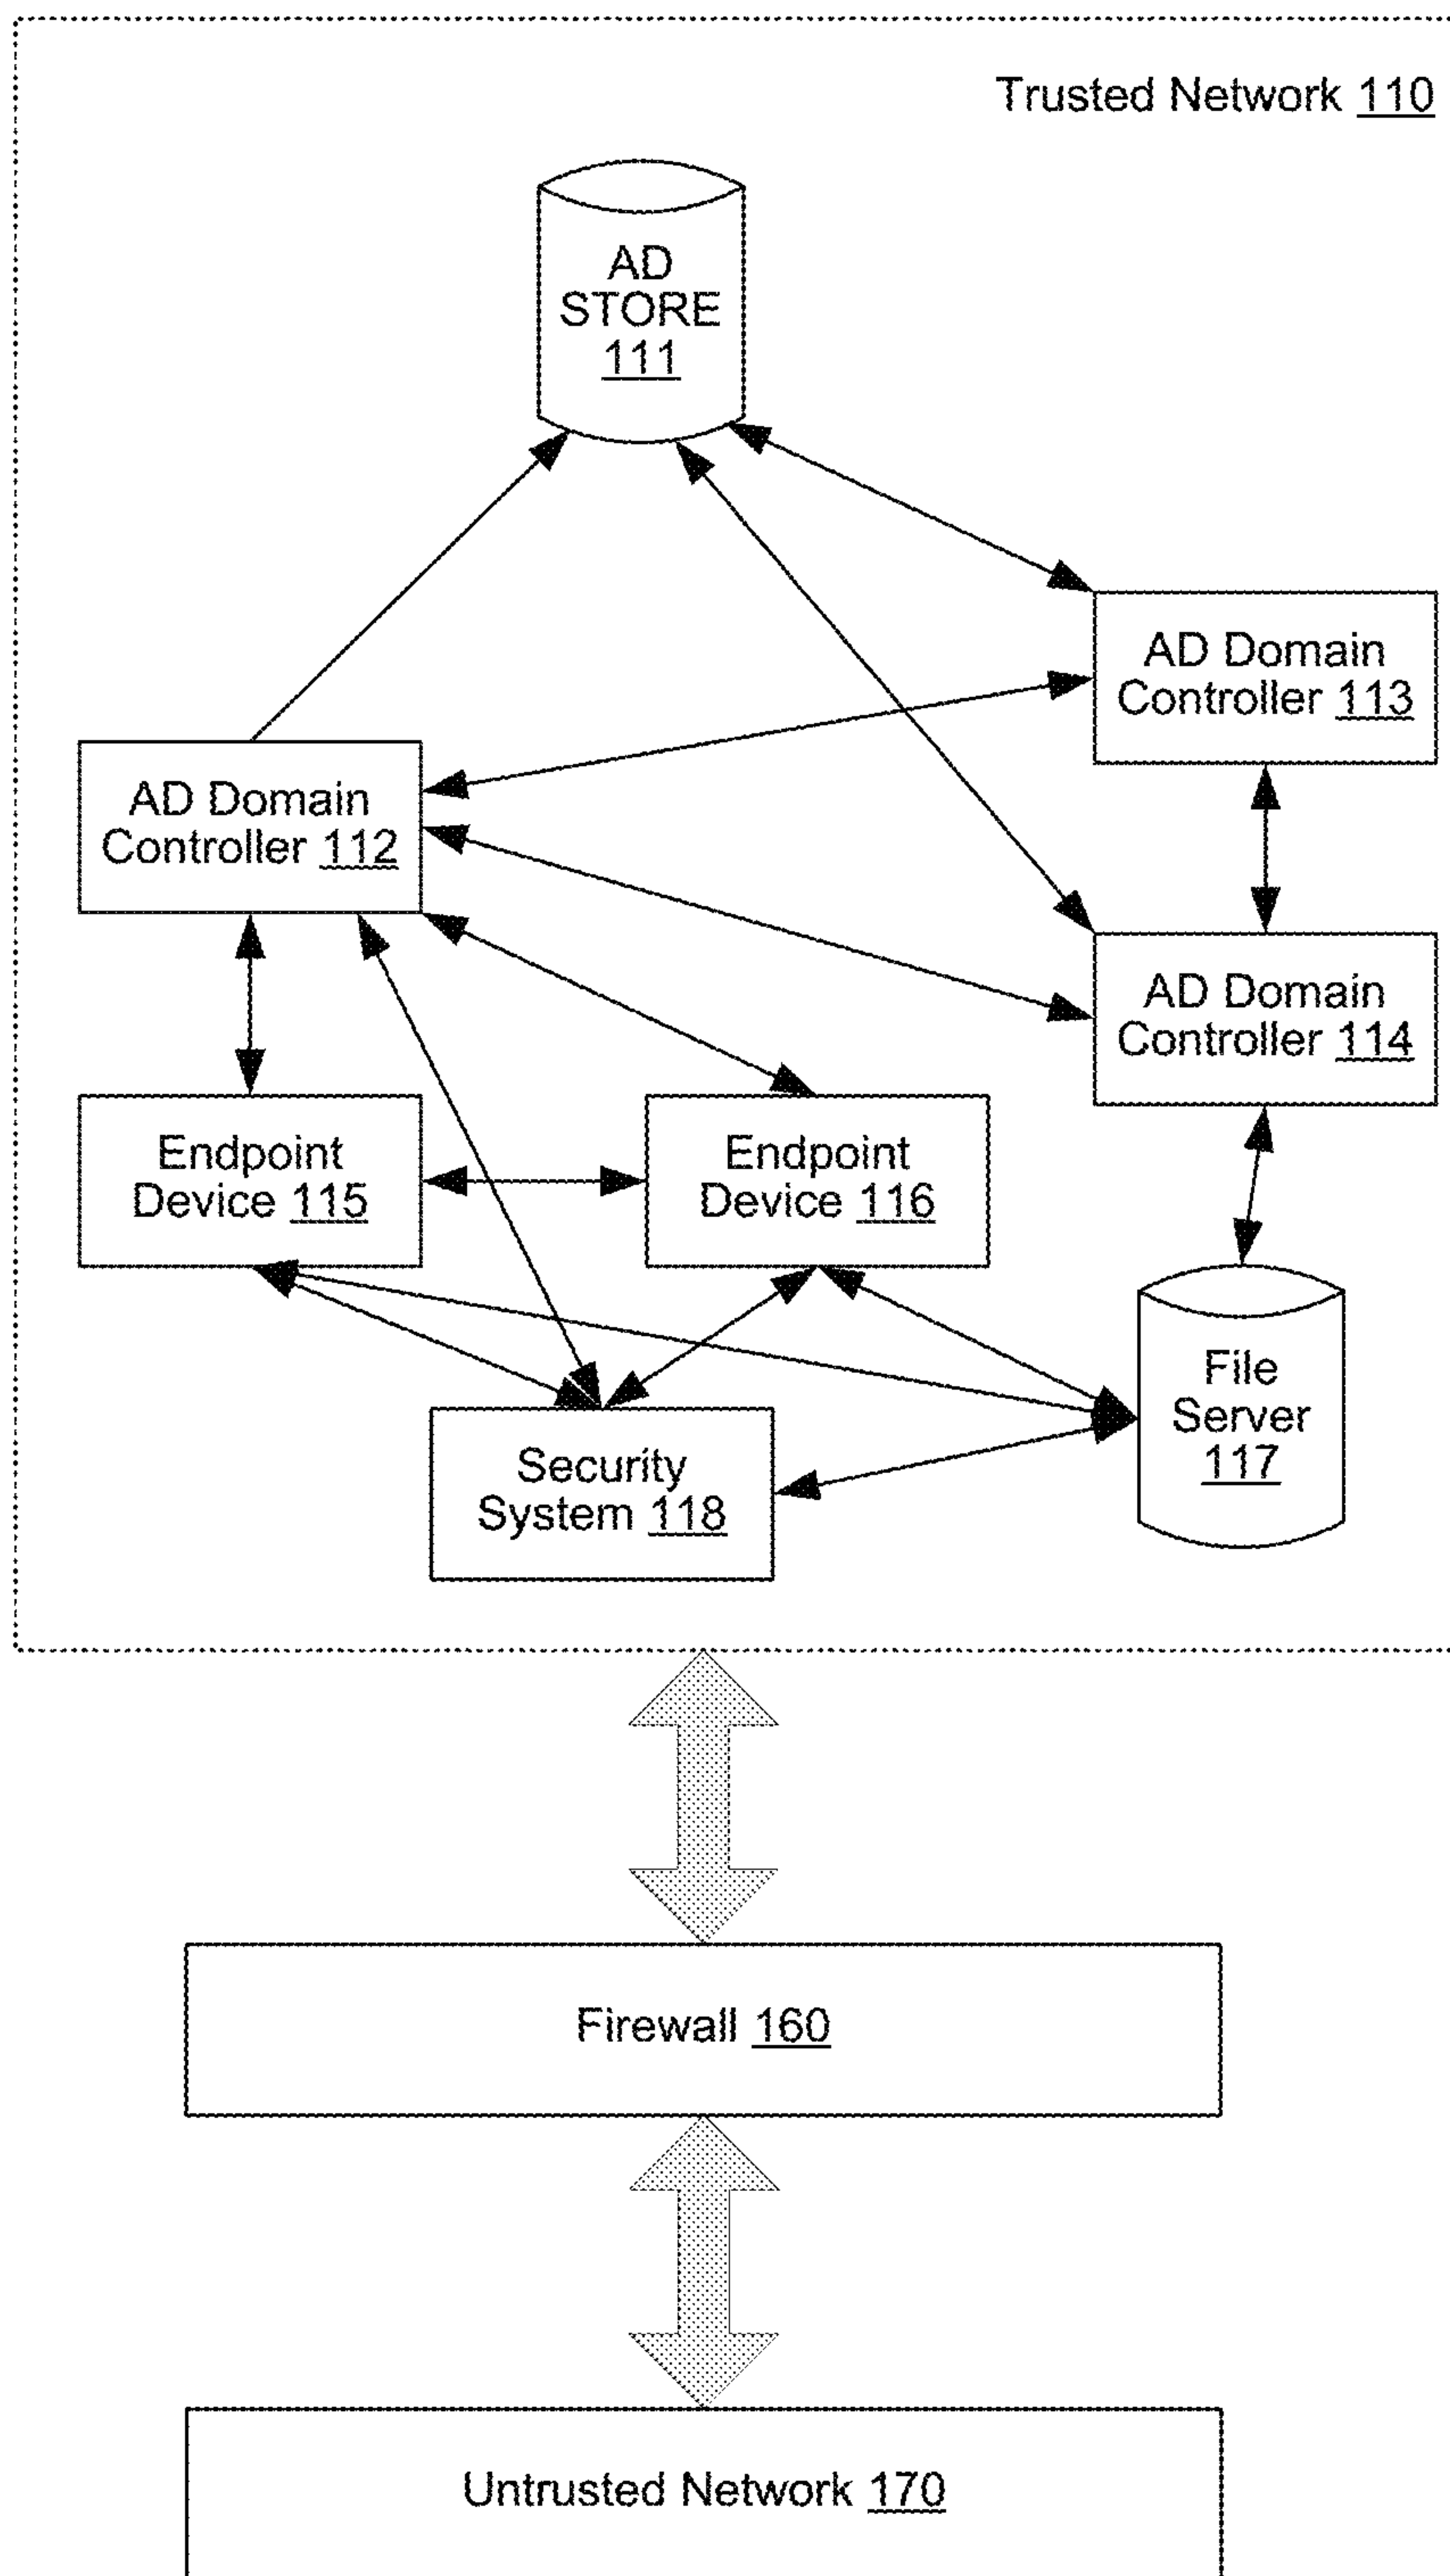 Trusted Network 110
AD
STORE
111
AD Domain
Controller 113
AD Domain
Controller 112
AD Domain
Controller 114
Endpoint
Device 115
Endpoint
Device 116
File
Server
117
Security
System 118
Firewall 160
Untrusted Network 170